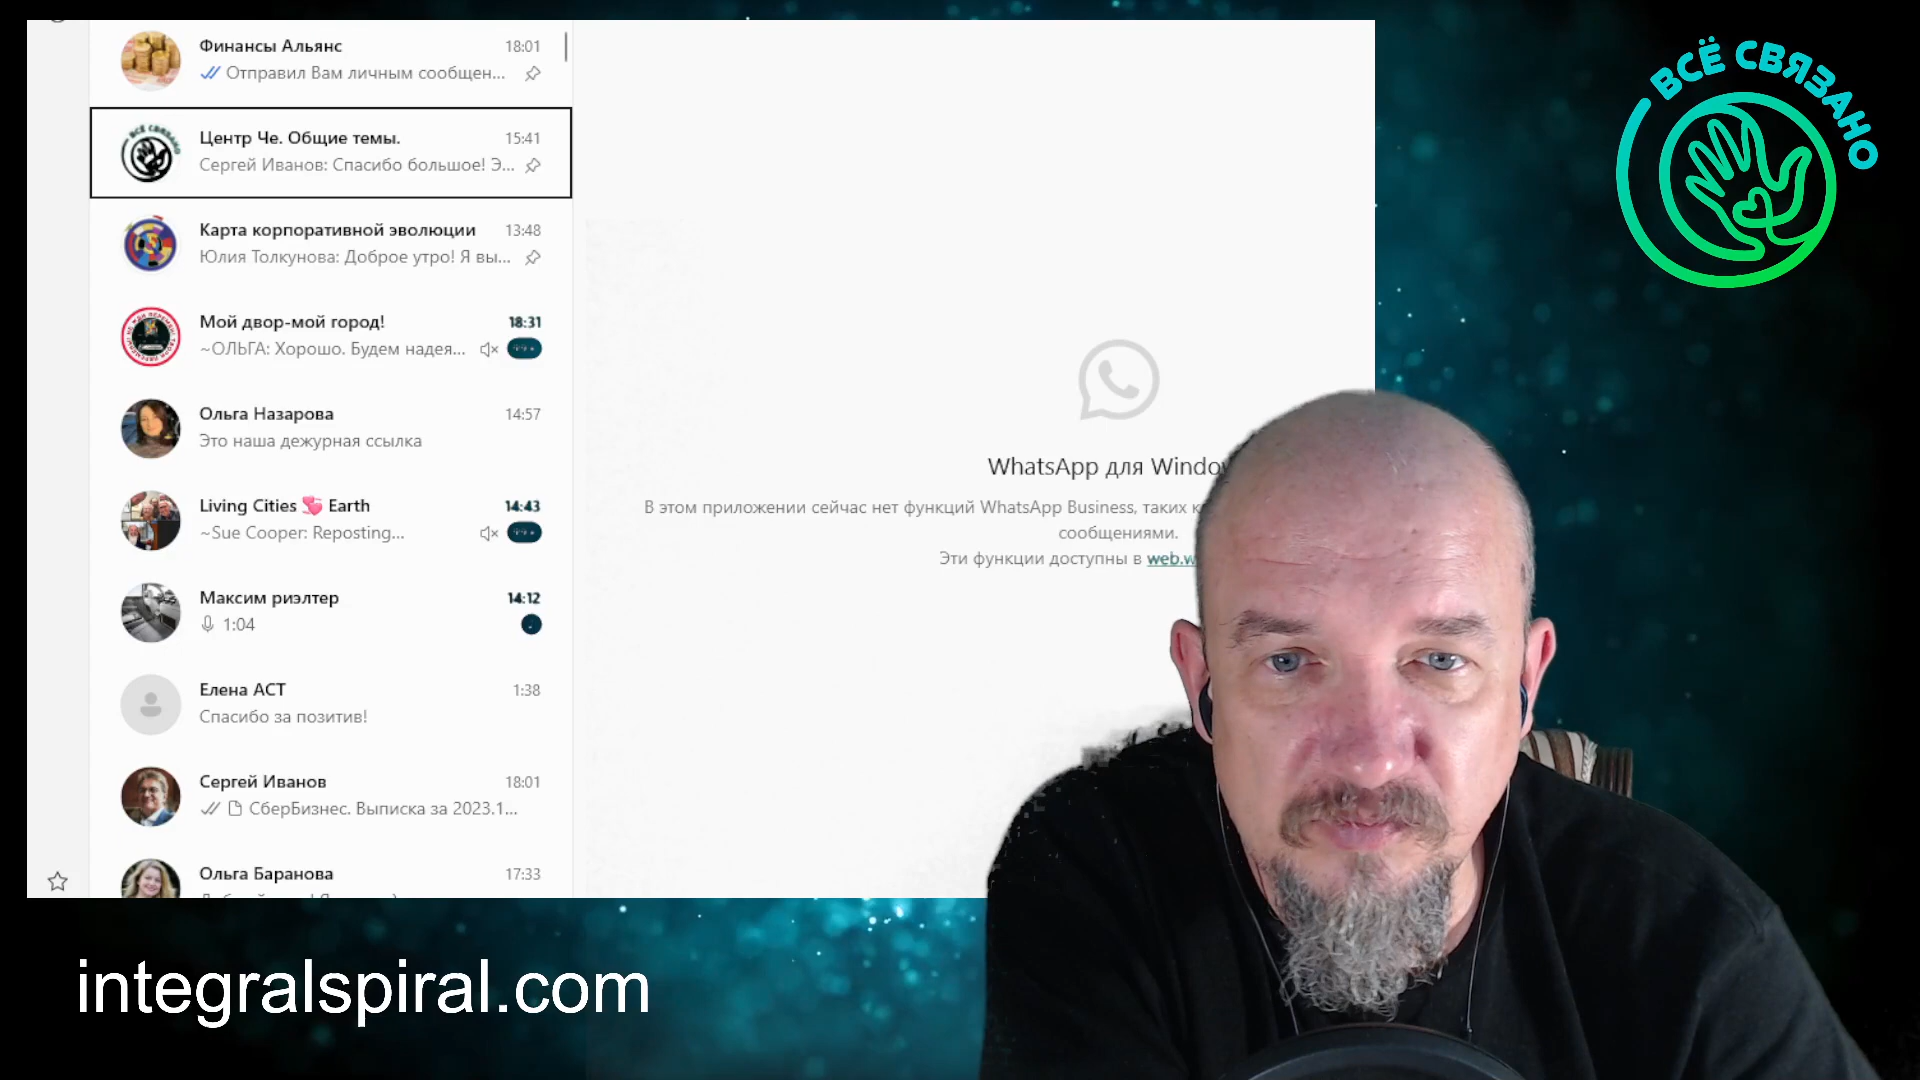 Финансы Альянс 18:01
Отправил Вам личным сообщен...
Центр Че. Общие темы. 15:41
Сергей Иванов: Спасибо большое! Э...
Карта корпоративной эволюции 13:48
Юлия Толкунова: Доброе утро! Я вы...
Мой двор-мой город! 18:31
~ОЛЬГА: Хорошо. Будем надея...
Ольга Назарова 14:57
Это наша дежурная ссылка
Living Cities 💞 Earth 14:43
~Sue Cooper: Reposting...
Максим риэлтер 14:12
1:04
Елена АСТ 1:38
Спасибо за позитив!
Сергей Иванов 18:01
СберБизнес. Выписка за 2023.1...
Ольга Баранова 17:33
WhatsApp для Windo
В этом приложении сейчас нет функций WhatsApp Business, таких к
сообщениями.
Эти функции доступны в web.w
ВСЁ СВЯЗАНО
integralspiral.com